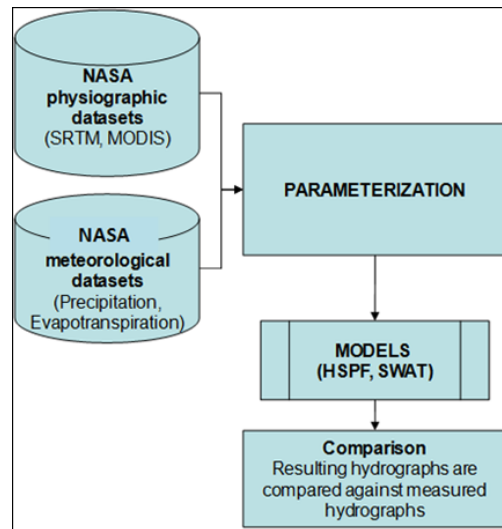 NASA
physiographic
datasets
(SRTM, MODIS)
NASA
meteorological
datasets
(Precipitation,
Evapotranspiration)
PARAMETERIZATION
MODELS
(HSPF, SWAT)
Comparison
Resulting hydrographs are
compared against measured
hydrographs